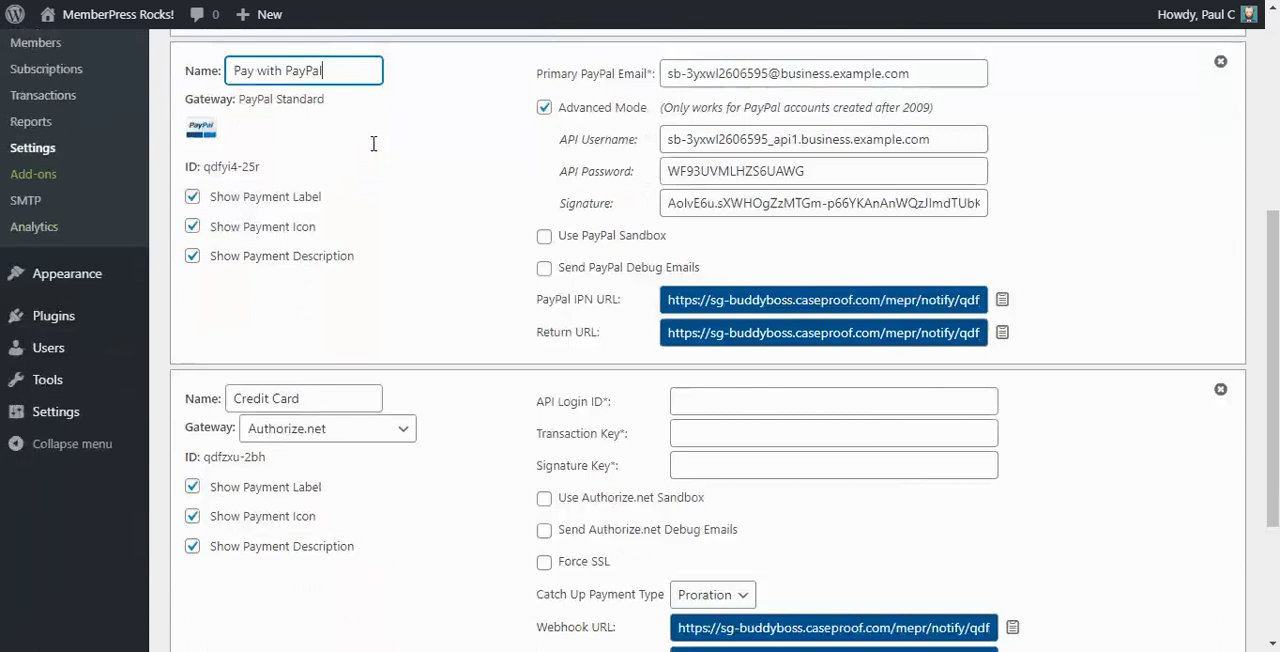 MemberPress Rocks! 0 New Howdy, Paul C
Members
Subscriptions
Transactions
Reports
Settings
Add-ons
SMTP
Analytics
Appearance
Plugins
Users
Tools
Settings
Collapse menu
Name: Pay with PayPal
Gateway: PayPal Standard
PayPal
ID: qdfyi4-25r
Show Payment Label
Show Payment Icon
Show Payment Description
Primary PayPal Email*: sb-3yxwl2606595@business.example.com
Advanced Mode (Only works for PayPal accounts created after 2009)
API Username: sb-3yxwl2606595_api1.business.example.com
API Password: WF93UVMLHZS6UAWG
Signature:
Use PayPal Sandbox
Send PayPal Debug Emails
PayPal IPN URL: https://sg-buddyboss.caseproof.com/mepr/notify/qdf
Return URL: https://sg-buddyboss.caseproof.com/mepr/notify/qdf
Name: Credit Card
Gateway: Authorize.net
ID: qdfzxu-2bh
Show Payment Label
Show Payment Icon
Show Payment Description
API Login ID*:
Transaction Key*:
Signature Key*:
Use Authorize.net Sandbox
Send Authorize.net Debug Emails
Force SSL
Catch Up Payment Type Proration
Webhook URL: https://sg-buddyboss.caseproof.com/mepr/notify/qdf